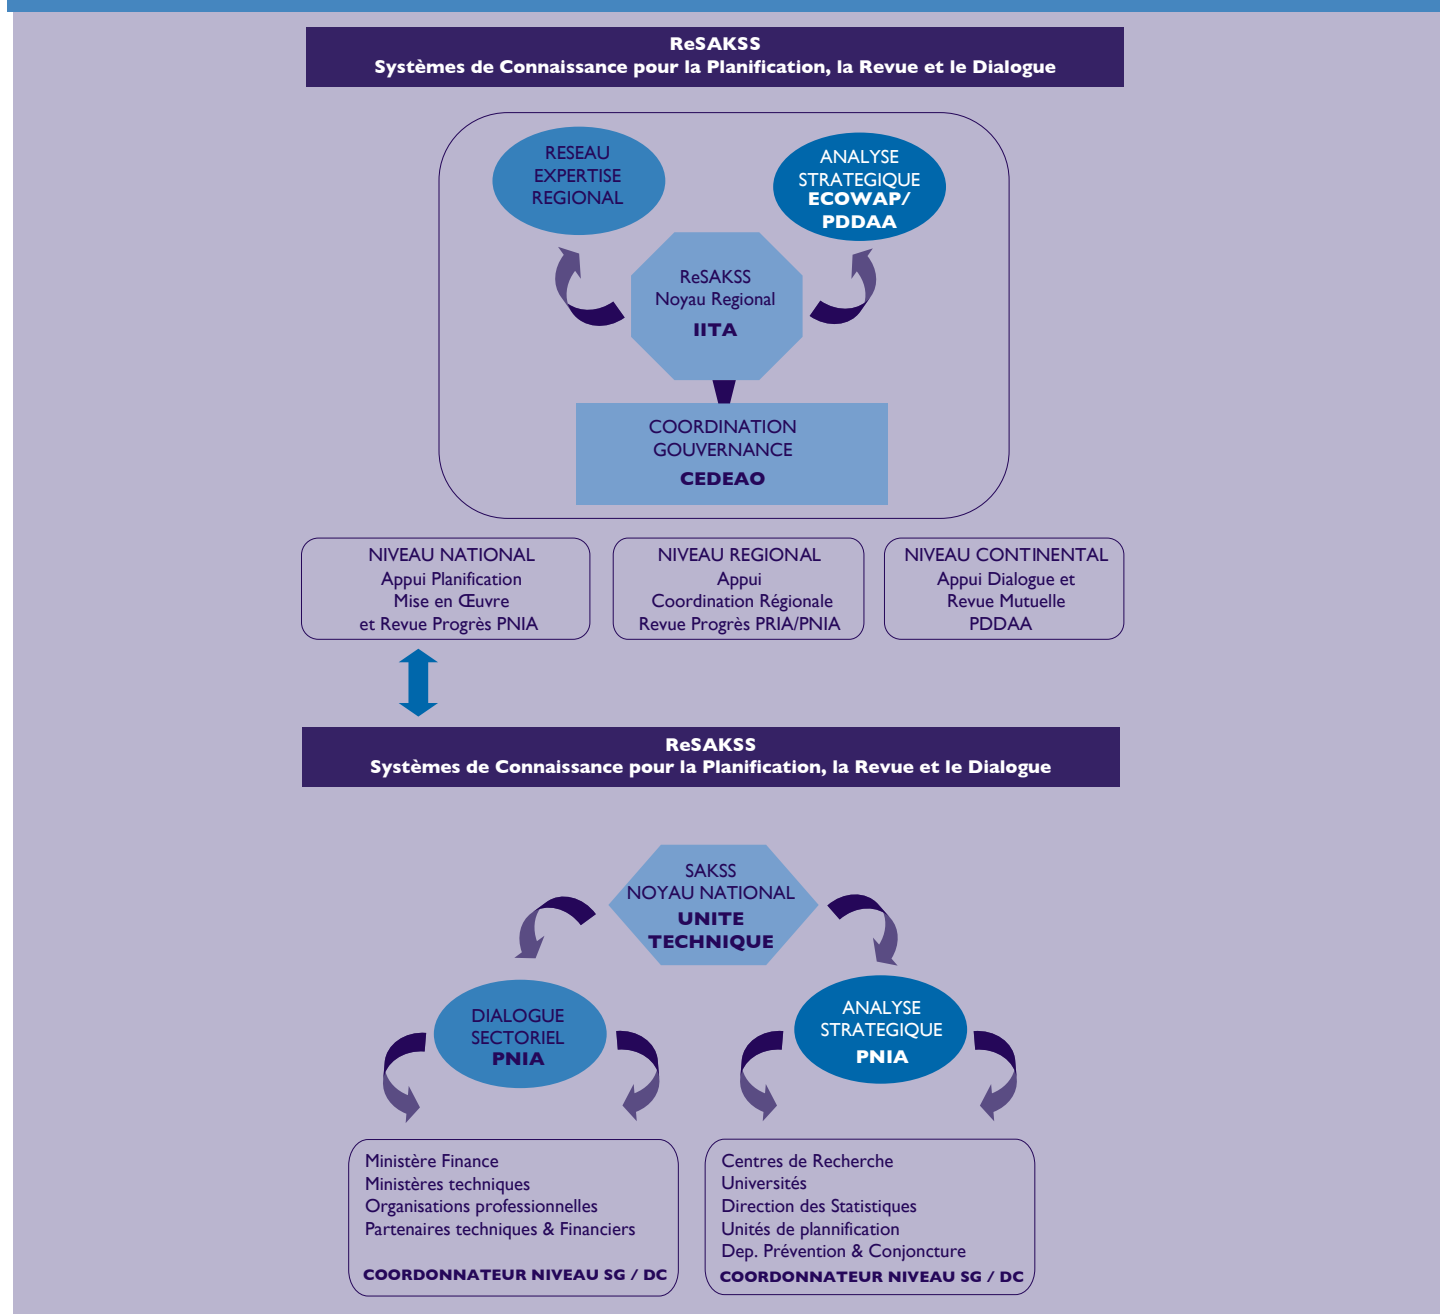 ReSAKSS
Systèmes de Connaissance pour la Planification, la Revue et le Dialogue
RESEAU
EXPERTISE
REGIONAL
ANALYSE
STRATEGIQUE
ECOWAP/
PDDAA
ReSAKSS
Noyau Regional
IITA
COORDINATION
GOUVERNANCE
CEDEAO
NIVEAU NATIONAL
Appui Planification
Mise en Œuvre
et Revue Progrès PNIA
NIVEAU REGIONAL
Appui
Coordination Régionale
Revue Progrès PRIA/PNIA
NIVEAU CONTINENTAL
Appui Dialogue et
Revue Mutuelle
PDDAA
ReSAKSS
Systèmes de Connaissance pour la Planification, la Revue et le Dialogue
SAKSS
NOYAU NATIONAL
UNITE
TECHNIQUE
DIALOGUE
SECTORIEL
PNIA
ANALYSE
STRATEGIQUE
PNIA
Ministère Finance
Ministères techniques
Organisations professionnelles
Partenaires techniques & Financiers
COORDONNATEUR NIVEAU SG / DC
Centres de Recherche
Universités
Direction des Statistiques
Unités de plannification
Dep. Prévention & Conjoncture
COORDONNATEUR NIVEAU SG / DC